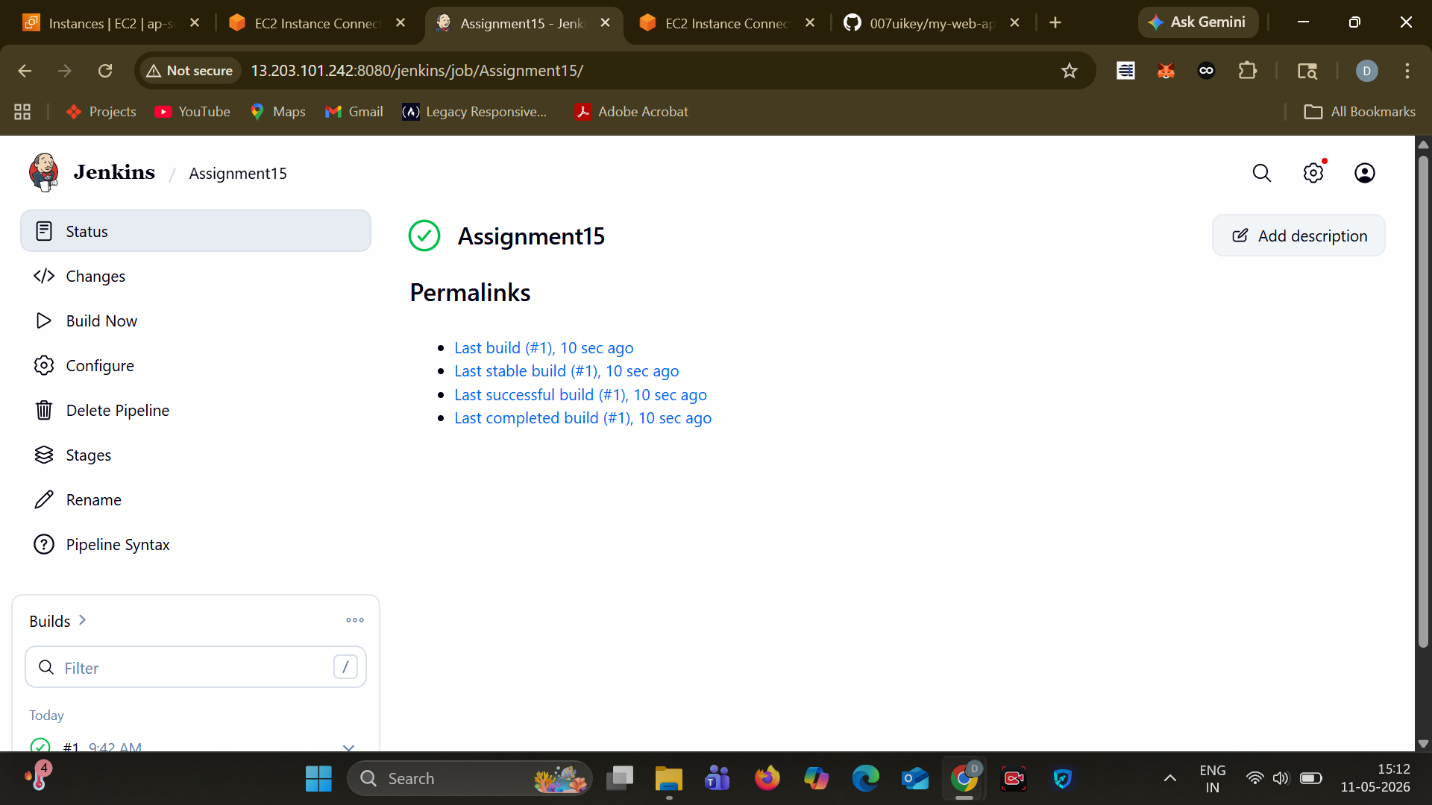 Instances | EC2 | ap-s
EC2 Instance Connect
Assignment15 - Jenk
EC2 Instance Connec
007uikey/my-web-ap
Ask Gemini
Not secure
13.203.101.242:8080/jenkins/job/Assignment15/
D
Projects
YouTube
Maps
Gmail
Legacy Responsive...
Adobe Acrobat
All Bookmarks
Jenkins / Assignment15
Status
Changes
Build Now
Configure
Delete Pipeline
Stages
Rename
Pipeline Syntax
Builds
Filter
/
Today
#1 9:42 AM
Assignment15
Add description
Permalinks
Last build (#1), 10 sec ago
Last stable build (#1), 10 sec ago
Last successful build (#1), 10 sec ago
Last completed build (#1), 10 sec ago
4
Search
D
ENG
IN
15:12
11-05-2026